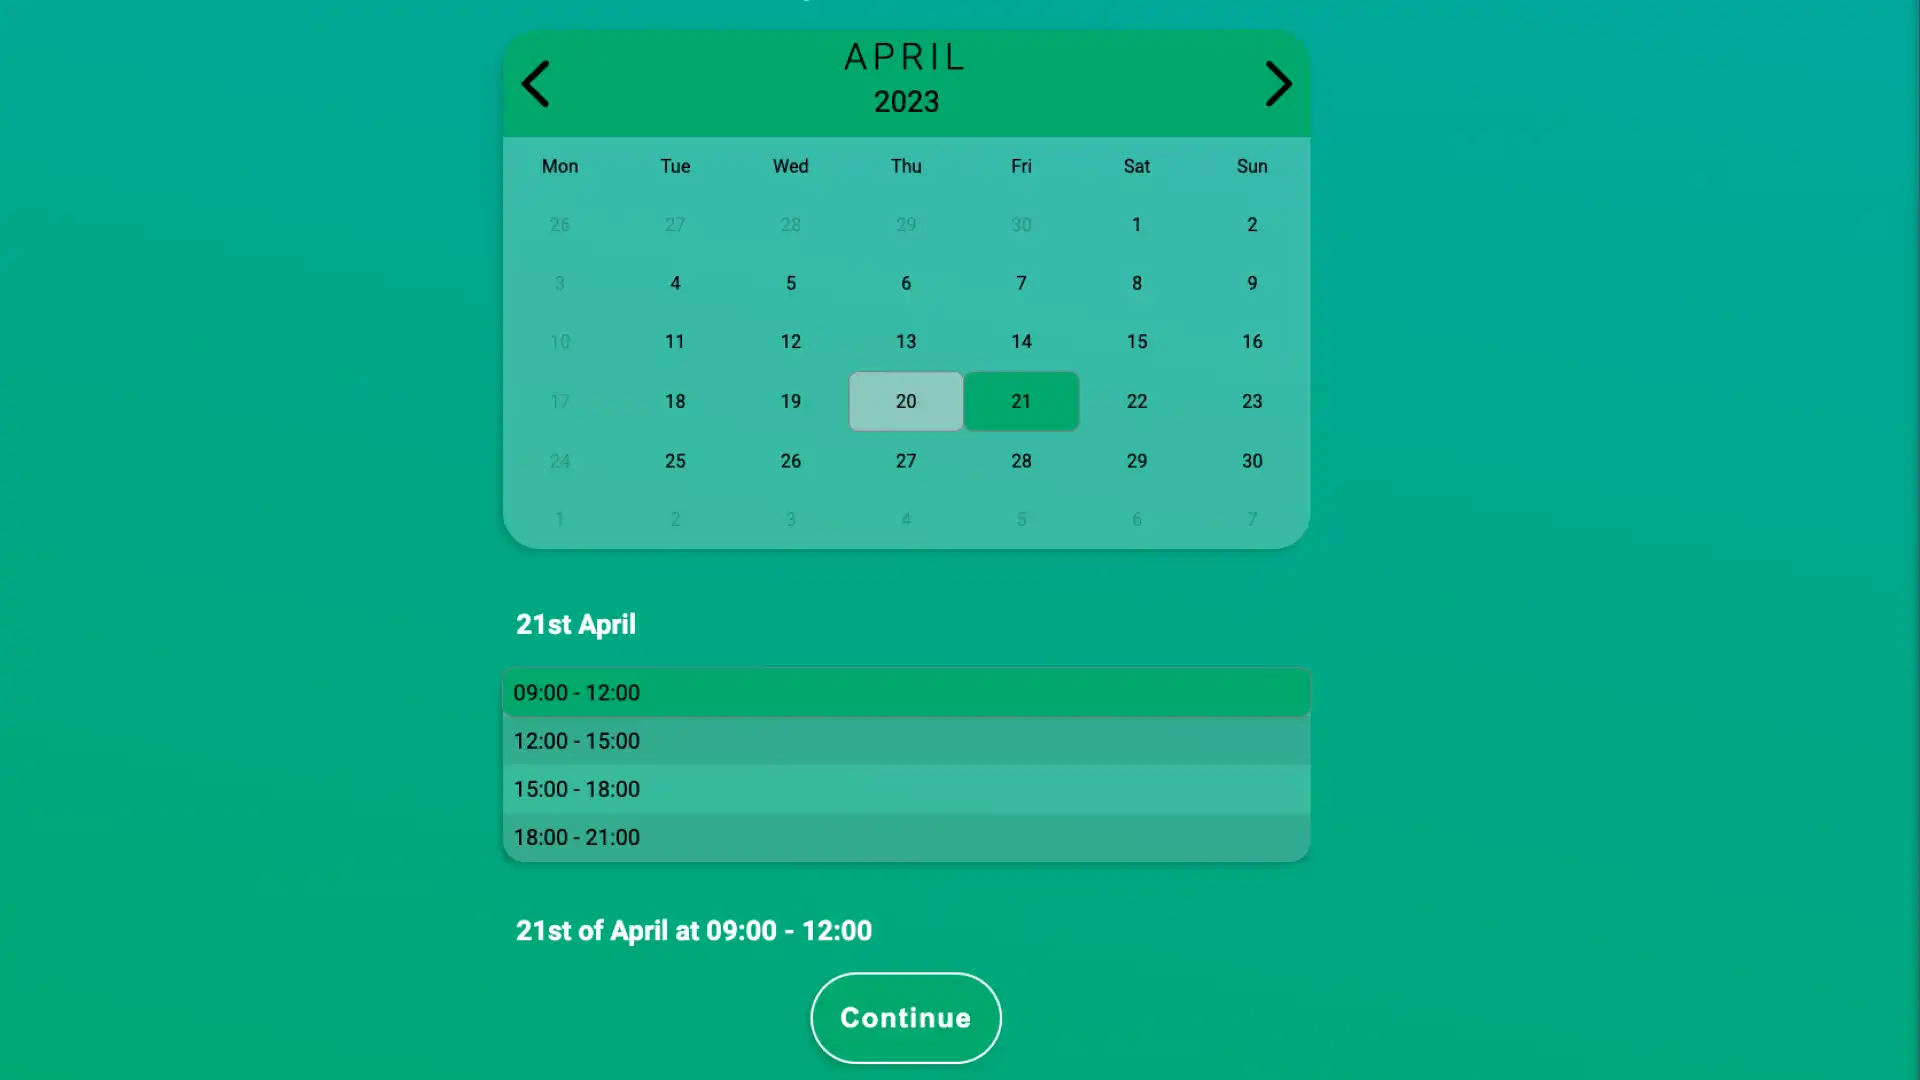 APRIL
2023
Mon Tue Wed Thu Fri Sat Sun
26 27 28 29 30 1 2
3 4 5 6 7 8 9
10 11 12 13 14 15 16
17 18 19 20 21 22 23
24 25 26 27 28 29 30
1 2 3 4 5 6 7
21st April
09:00 - 12:00
12:00 - 15:00
15:00 - 18:00
18:00 - 21:00
21st of April at 09:00 - 12:00
Continue